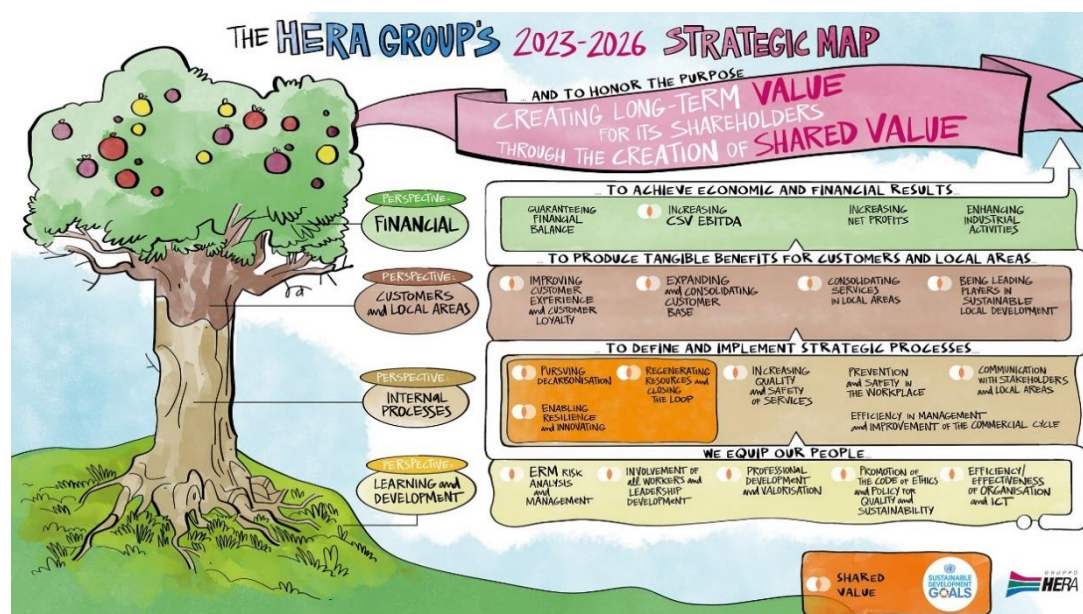 THE HERA GROUP'S 2023-2026 STRATEGIC MAP
... AND TO HONOR THE PURPOSE
CREATING LONG-TERM VALUE
FOR ITS SHAREHOLDERS
THROUGH THE CREATION OF SHARED VALUE
PERSPECTIVE:
FINANCIAL
... TO ACHIEVE ECONOMIC AND FINANCIAL RESULTS...
GUARANTEEING
FINANCIAL
BALANCE
INCREASING
CSV EBITDA
INCREASING
NET PROFITS
ENHANCING
INDUSTRIAL
ACTIVITIES
PERSPECTIVE:
CUSTOMERS
and LOCAL AREAS
... TO PRODUCE TANGIBLE BENEFITS FOR CUSTOMERS AND LOCAL AREAS...
IMPROVING
CUSTOMER
EXPERIENCE
and CUSTOMER
LOYALTY
EXPANDING
and CONSOLIDATING
CUSTOMER
BASE
CONSOLIDATING
SERVICES
IN LOCAL AREAS
BEING LEADING
PLAYERS IN
SUSTAINABLE
LOCAL DEVELOPMENT
PERSPECTIVE:
INTERNAL
PROCESSES
... TO DEFINE AND IMPLEMENT STRATEGIC PROCESSES...
PURSUING
DECARBONISATION
REGENERATING
RESOURCES and
CLOSING
THE LOOP
ENABLING
RESILIENCE
and INNOVATING
INCREASING
QUALITY
and SAFETY
OF SERVICES
PREVENTION
and SAFETY IN
THE WORKPLACE
COMMUNICATION
WITH STAKEHOLDERS
and LOCAL AREAS
EFFICIENCY IN MANAGEMENT
and IMPROVEMENT OF THE COMMERCIAL CYCLE
PERSPECTIVE:
LEARNING and
DEVELOPMENT
WE EQUIP OUR PEOPLE...
ERM RISK
ANALYSIS
and
MANAGEMENT
INVOLVEMENT OF
all WORKERS and
LEADERSHIP
DEVELOPMENT
PROFESSIONAL
DEVELOPMENT
and VALORISATION
PROMOTION OF
THE CODE OF ETHICS
and POLICY FOR
QUALITY and
SUSTAINABILITY
EFFICIENCY/
EFFECTIVENESS
OF ORGANISATION
and ICT
SHARED
VALUE
SUSTAINABLE
DEVELOPMENT
GOALS
GRUPPO
HERA